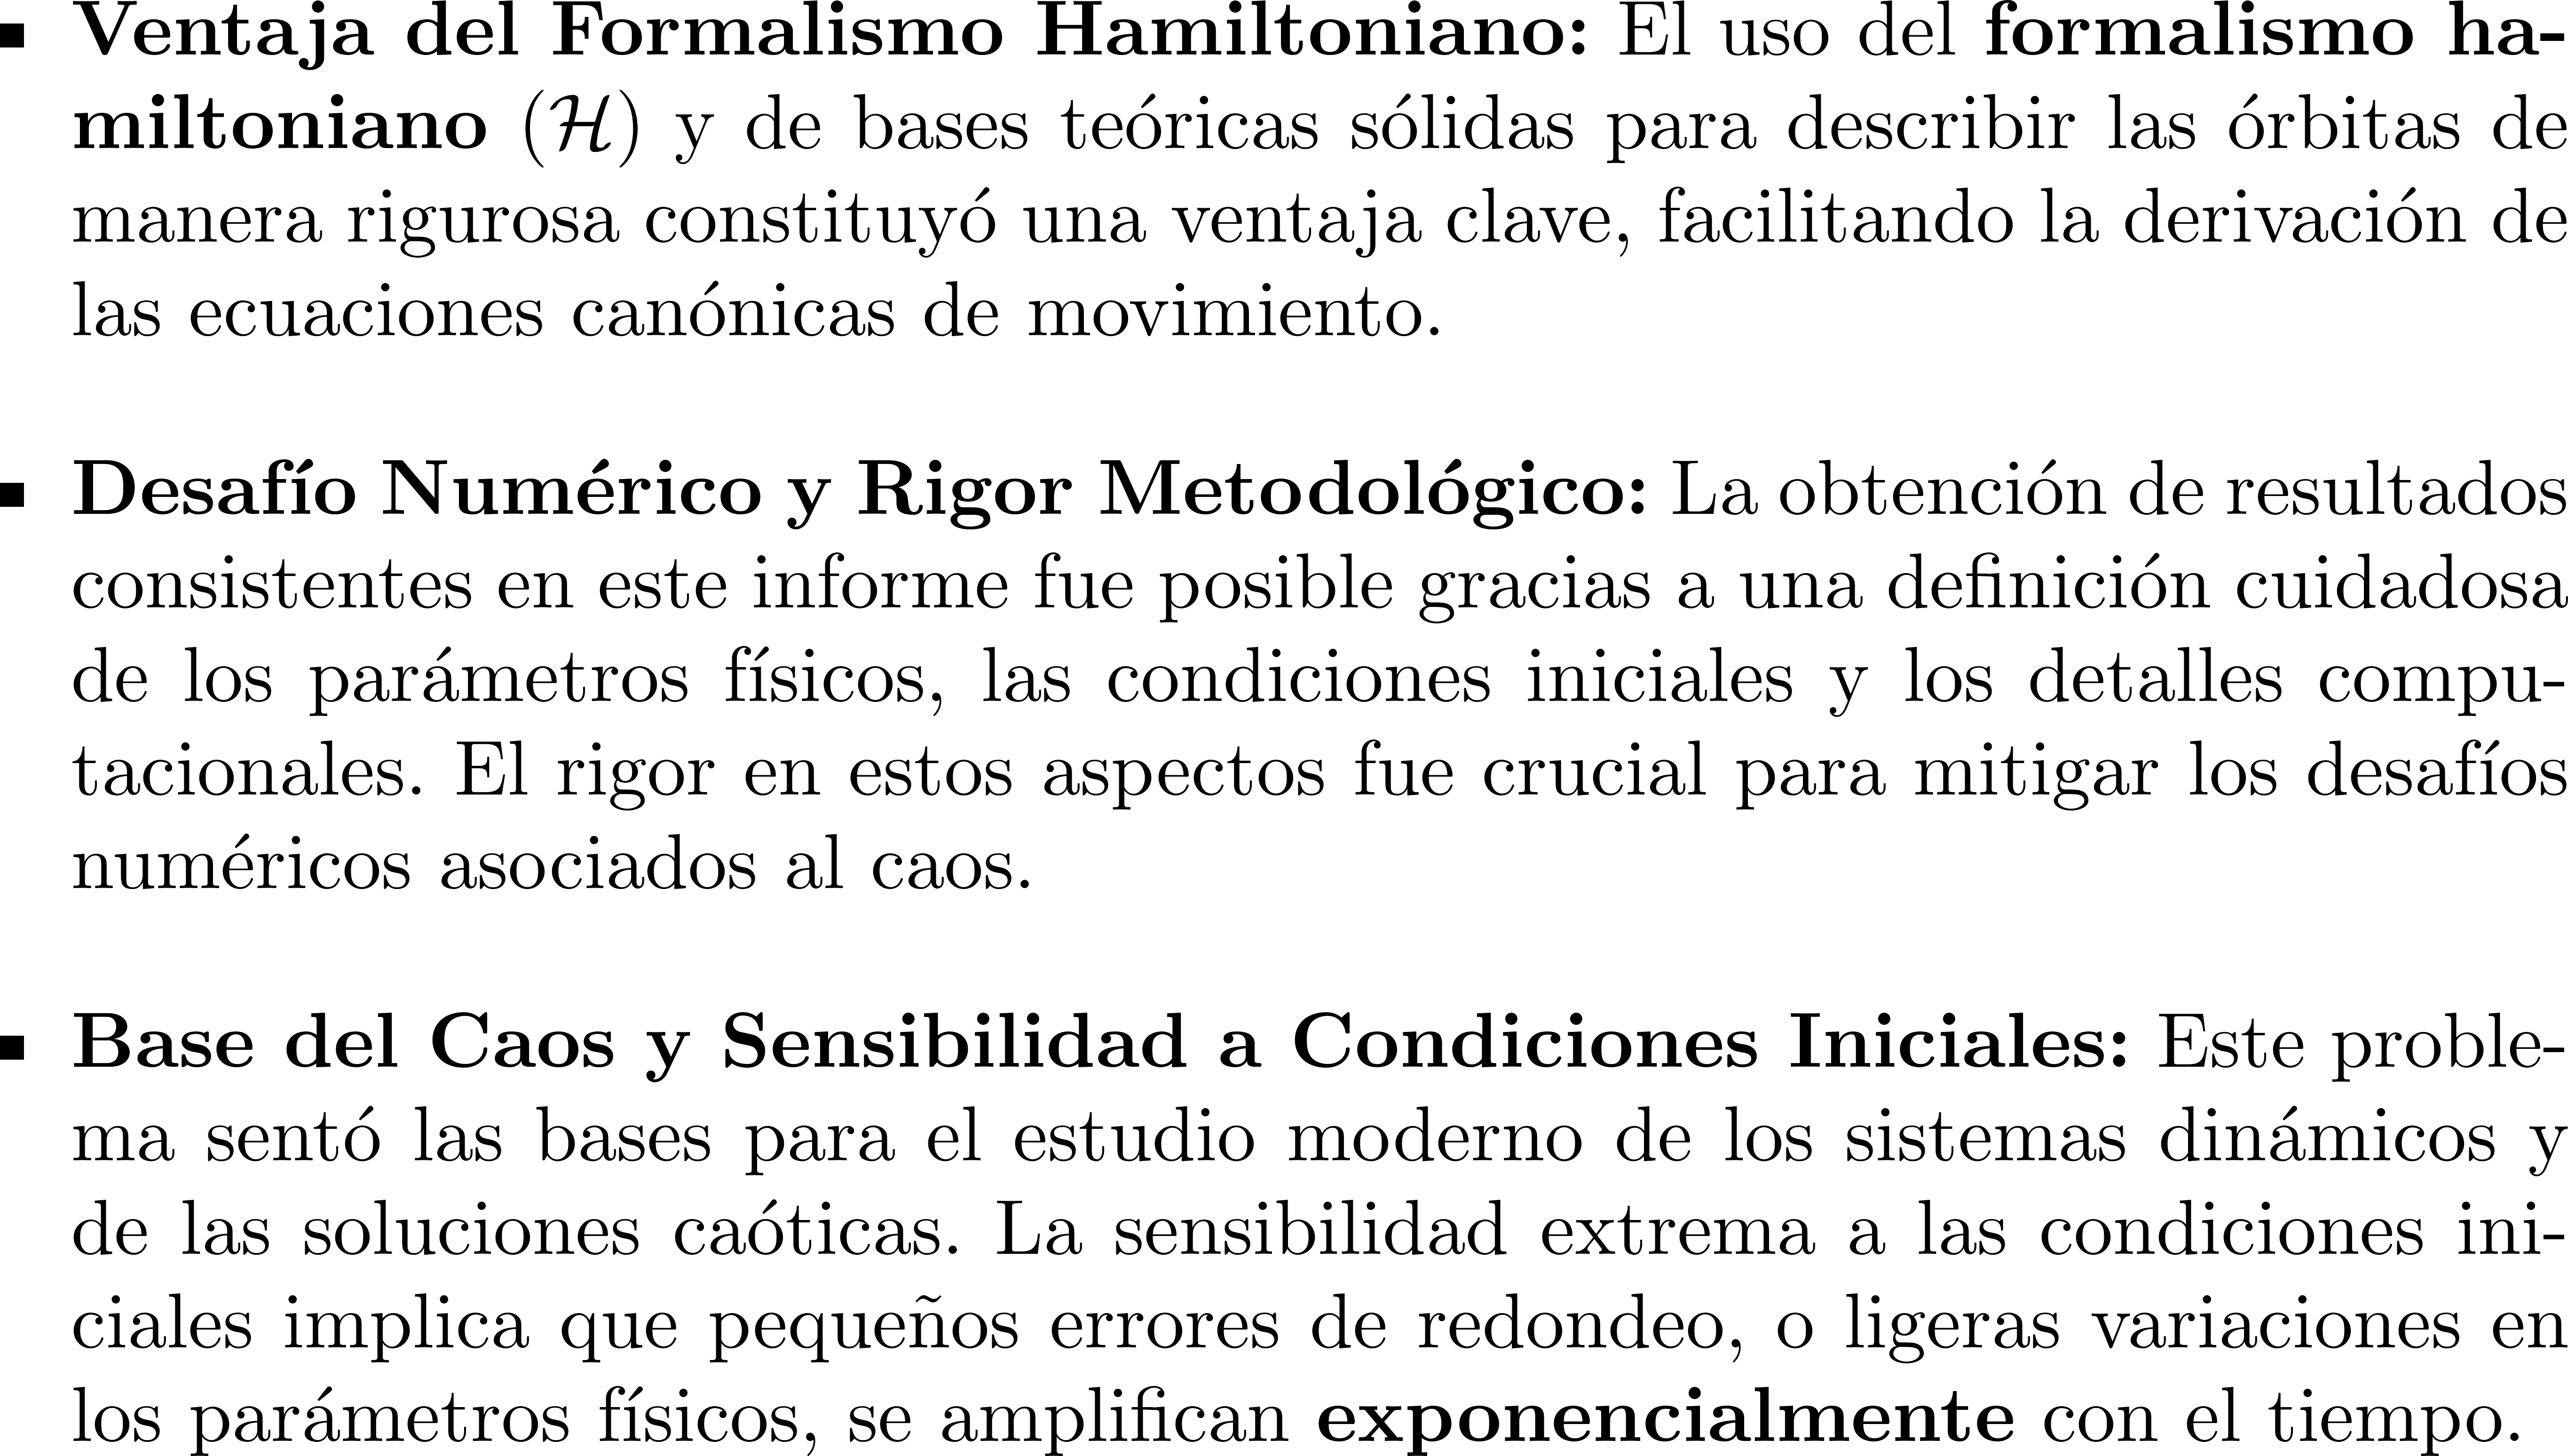 ▪ Ventaja del Formalismo Hamiltoniano: El uso del formalismo ha-
miltoniano (ℋ) y de bases teóricas sólidas para describir las órbitas de
manera rigurosa constituyó una ventaja clave, facilitando la derivación de
las ecuaciones canónicas de movimiento.
▪ Desafío Numérico y Rigor Metodológico: La obtención de resultados
consistentes en este informe fue posible gracias a una definición cuidadosa
de los parámetros físicos, las condiciones iniciales y los detalles compu-
tacionales. El rigor en estos aspectos fue crucial para mitigar los desafíos
numéricos asociados al caos.
▪ Base del Caos y Sensibilidad a Condiciones Iniciales: Este proble-
ma sentó las bases para el estudio moderno de los sistemas dinámicos y
de las soluciones caóticas. La sensibilidad extrema a las condiciones ini-
ciales implica que pequeños errores de redondeo, o ligeras variaciones en
los parámetros físicos, se amplifican exponencialmente con el tiempo.